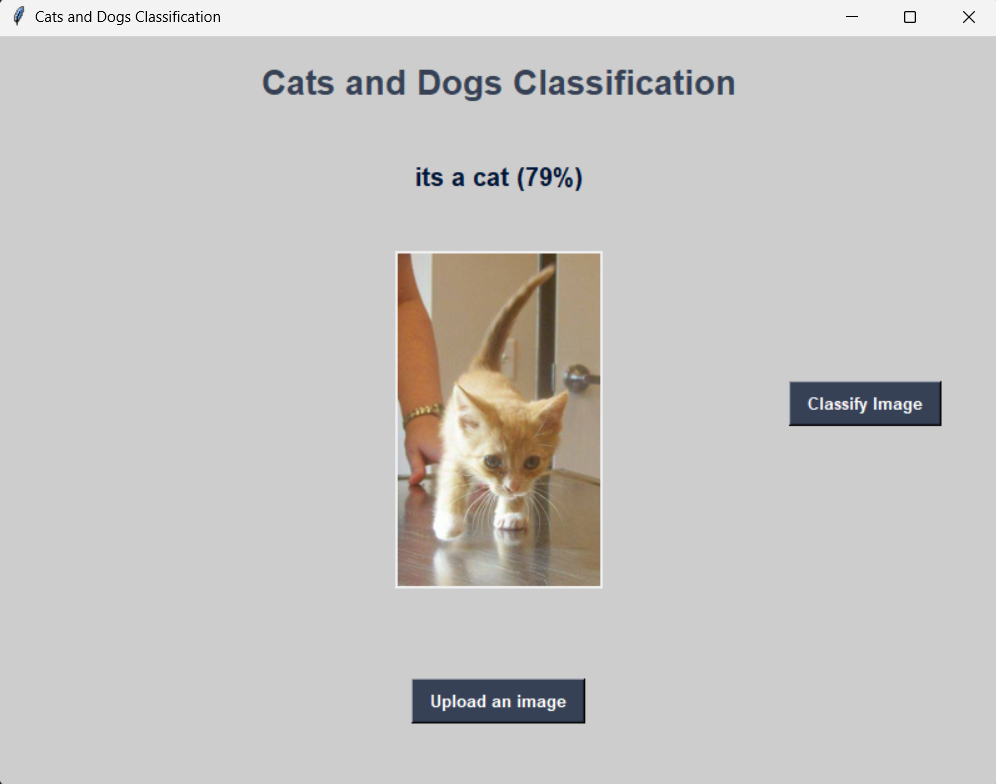 Cats and Dogs Classification
Cats and Dogs Classification
its a cat (79%)
Classify Image
Upload an image